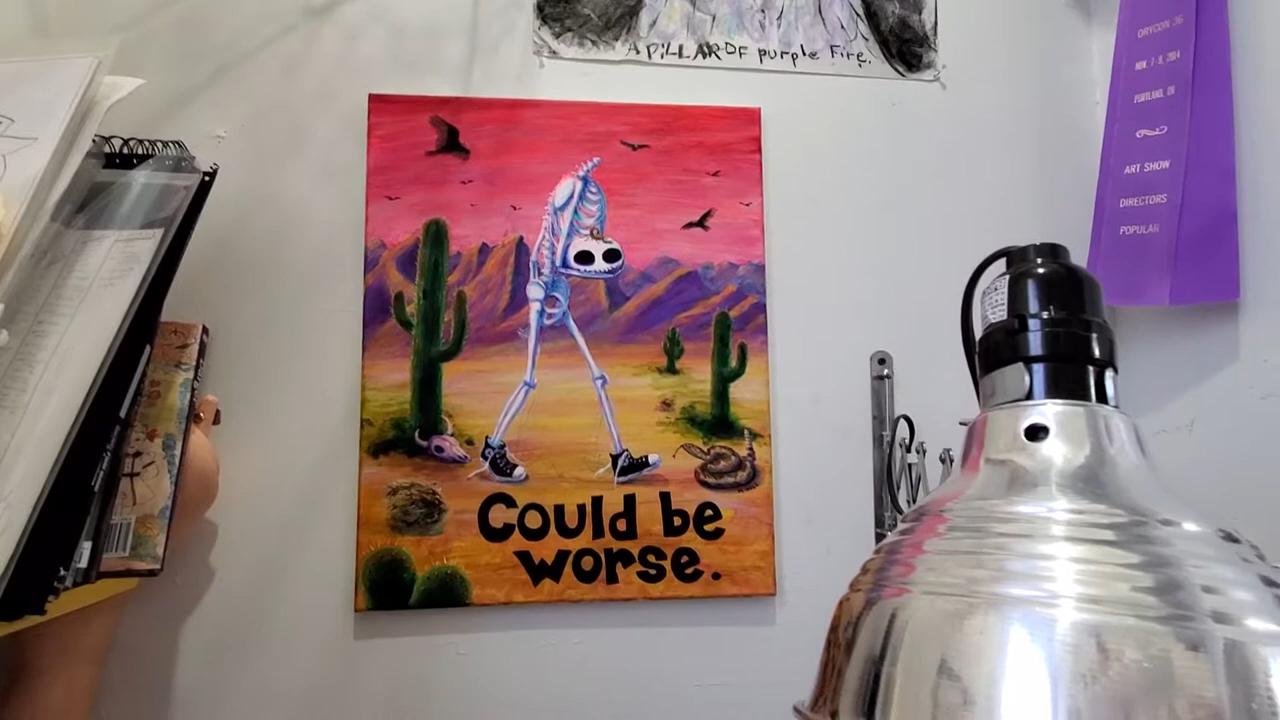 A PiLLAR OF purple Fire.
ORYCON 36
NOV. 7-9, 2014
PORTLAND, OR
ART SHOW
DIRECTORS
POPULAR
Could be
worse.